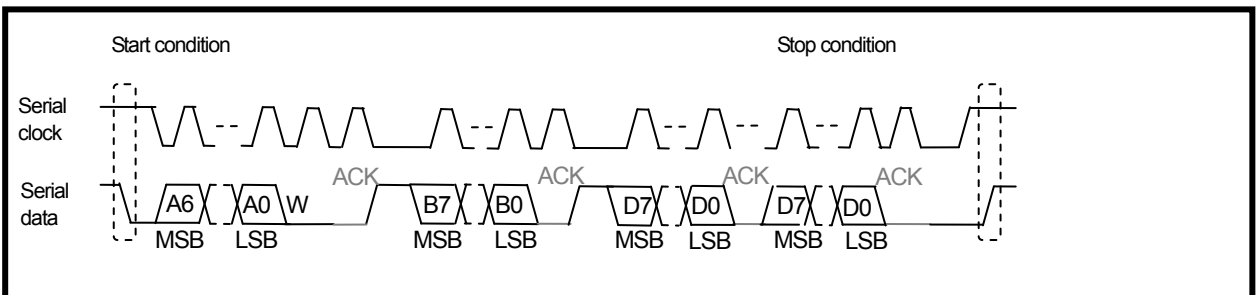 Start condition
Stop condition
Serial
clock
ACK
ACK
ACK
ACK
Serial
data
A6
A0
W
B7
B0
D7
D0
D7
D0
MSB
LSB
MSB
LSB
MSB
LSB
MSB
LSB